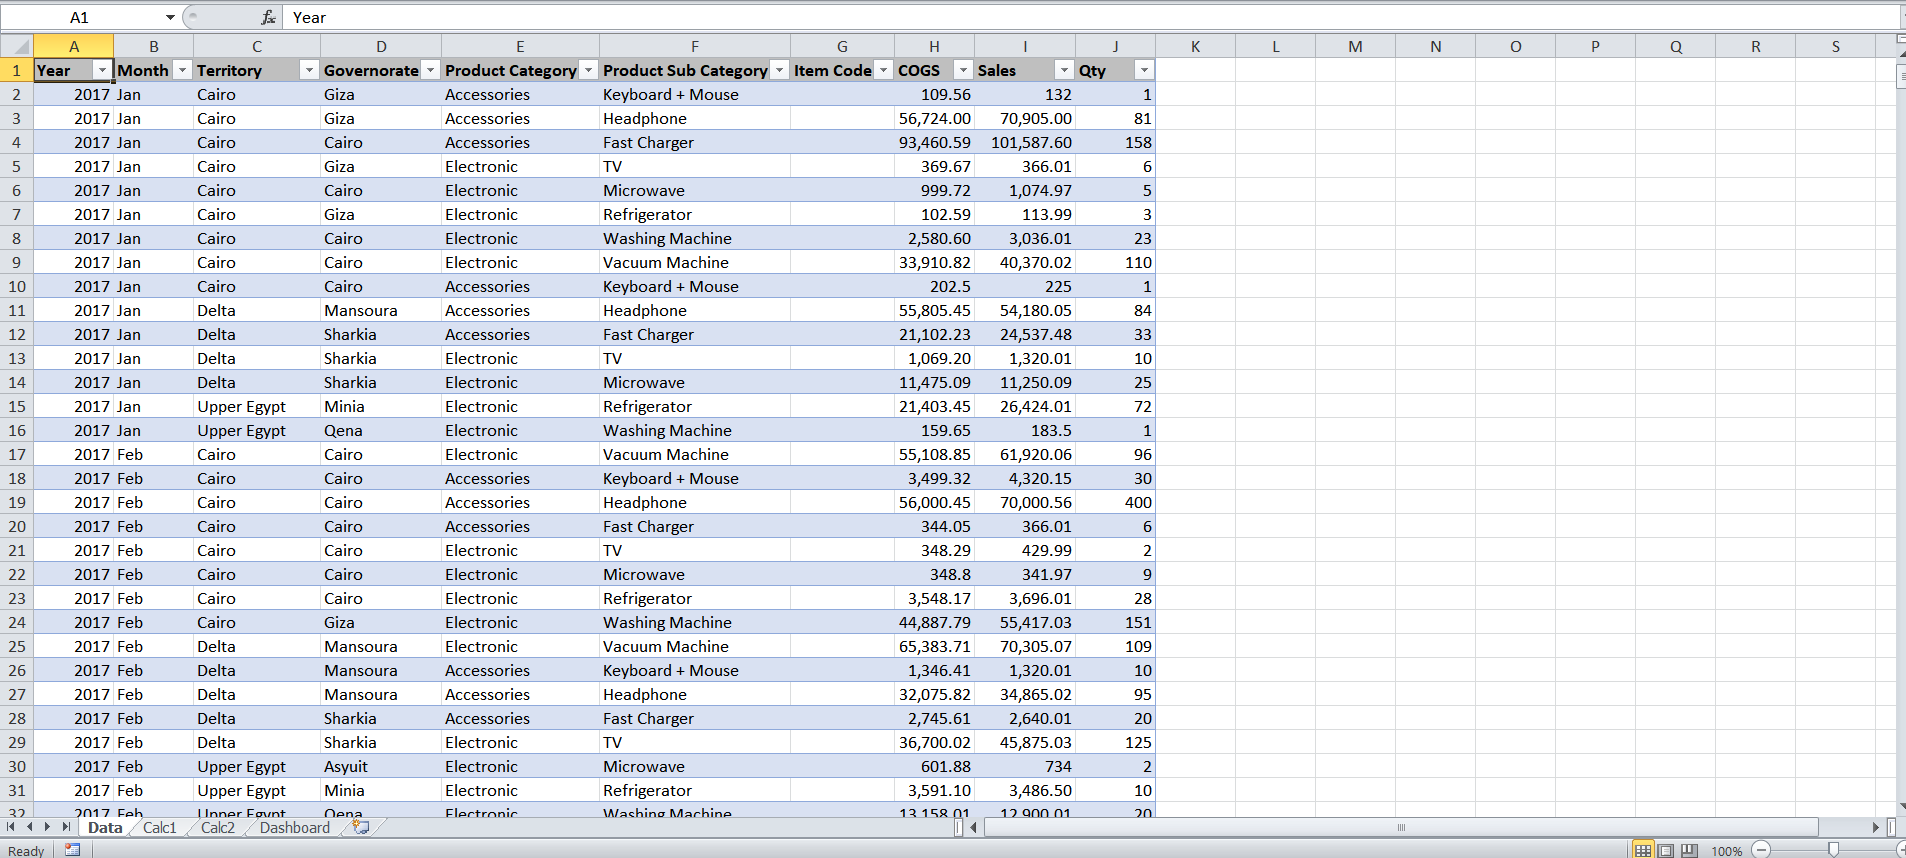 A1 fx Year
A B C D E F G H I J K L M N O P Q R S
1 Year Month Territory Governorate Product Category Product Sub Category Item Code COGS Sales Qty
2 2017 Jan Cairo Giza Accessories Keyboard + Mouse 109.56 132 1
3 2017 Jan Cairo Giza Accessories Headphone 56,724.00 70,905.00 81
4 2017 Jan Cairo Cairo Accessories Fast Charger 93,460.59 101,587.60 158
5 2017 Jan Cairo Giza Electronic TV 369.67 366.01 6
6 2017 Jan Cairo Cairo Electronic Microwave 999.72 1,074.97 5
7 2017 Jan Cairo Giza Electronic Refrigerator 102.59 113.99 3
8 2017 Jan Cairo Cairo Electronic Washing Machine 2,580.60 3,036.01 23
9 2017 Jan Cairo Cairo Electronic Vacuum Machine 33,910.82 40,370.02 110
10 2017 Jan Cairo Cairo Accessories Keyboard + Mouse 202.5 225 1
11 2017 Jan Delta Mansoura Accessories Headphone 55,805.45 54,180.05 84
12 2017 Jan Delta Sharkia Accessories Fast Charger 21,102.23 24,537.48 33
13 2017 Jan Delta Sharkia Electronic TV 1,069.20 1,320.01 10
14 2017 Jan Delta Sharkia Electronic Microwave 11,475.09 11,250.09 25
15 2017 Jan Upper Egypt Minia Electronic Refrigerator 21,403.45 26,424.01 72
16 2017 Jan Upper Egypt Qena Electronic Washing Machine 159.65 183.5 1
17 2017 Feb Cairo Cairo Electronic Vacuum Machine 55,108.85 61,920.06 96
18 2017 Feb Cairo Cairo Accessories Keyboard + Mouse 3,499.32 4,320.15 30
19 2017 Feb Cairo Cairo Accessories Headphone 56,000.45 70,000.56 400
20 2017 Feb Cairo Cairo Accessories Fast Charger 344.05 366.01 6
21 2017 Feb Cairo Cairo Electronic TV 348.29 429.99 2
22 2017 Feb Cairo Cairo Electronic Microwave 348.8 341.97 9
23 2017 Feb Cairo Cairo Electronic Refrigerator 3,548.17 3,696.01 28
24 2017 Feb Cairo Giza Electronic Washing Machine 44,887.79 55,417.03 151
25 2017 Feb Delta Mansoura Electronic Vacuum Machine 65,383.71 70,305.07 109
26 2017 Feb Delta Mansoura Accessories Keyboard + Mouse 1,346.41 1,320.01 10
27 2017 Feb Delta Mansoura Accessories Headphone 32,075.82 34,865.02 95
28 2017 Feb Delta Sharkia Accessories Fast Charger 2,745.61 2,640.01 20
29 2017 Feb Delta Sharkia Electronic TV 36,700.02 45,875.03 125
30 2017 Feb Upper Egypt Asyuit Electronic Microwave 601.88 734 2
31 2017 Feb Upper Egypt Minia Electronic Refrigerator 3,591.10 3,486.50 10
32 2017 Feb Upper Egypt Qena Electronic Washing Machine 13,158.01 12,900.01 20
Data Calc1 Calc2 Dashboard
Ready 100%